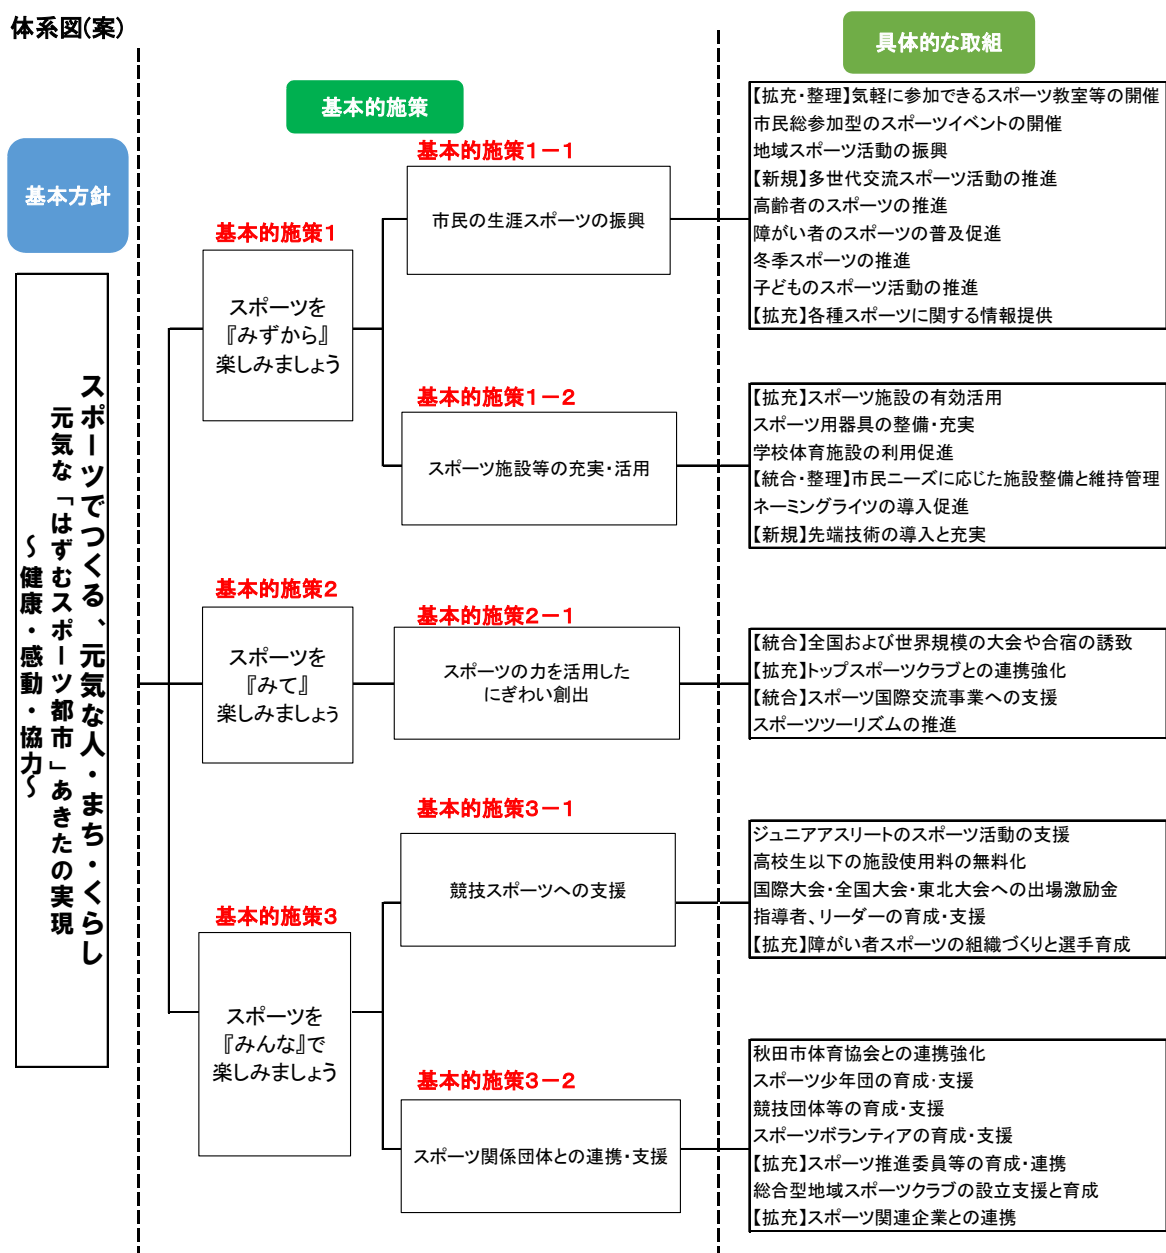 体系図(案)
具体的な取組
基本的施策
基本方針
スポーツでつくる、元気な人・まち・くらし
元気な「はずむスポーツ都市」あきたの実現
～健康・感動・協力～
基本的施策1
スポーツを
『みずから』
楽しみましょう
基本的施策1－1
市民の生涯スポーツの振興
【拡充・整理】気軽に参加できるスポーツ教室等の開催
市民総参加型のスポーツイベントの開催
地域スポーツ活動の振興
【新規】多世代交流スポーツ活動の推進
高齢者のスポーツの推進
障がい者のスポーツの普及促進
冬季スポーツの推進
子どものスポーツ活動の推進
【拡充】各種スポーツに関する情報提供
基本的施策1－2
スポーツ施設等の充実・活用
【拡充】スポーツ施設の有効活用
スポーツ用器具の整備・充実
学校体育施設の利用促進
【統合・整理】市民ニーズに応じた施設整備と維持管理
ネーミングライツの導入促進
【新規】先端技術の導入と充実
基本的施策2
スポーツを
『みて』
楽しみましょう
基本的施策2－1
スポーツの力を活用した
にぎわい創出
【統合】全国および世界規模の大会や合宿の誘致
【拡充】トップスポーツクラブとの連携強化
【統合】スポーツ国際交流事業への支援
スポーツツーリズムの推進
基本的施策3
スポーツを
『みんな』で
楽しみましょう
基本的施策3－1
競技スポーツへの支援
ジュニアアスリートのスポーツ活動の支援
高校生以下の施設使用料の無料化
国際大会・全国大会・東北大会への出場激励金
指導者、リーダーの育成・支援
【拡充】障がい者スポーツの組織づくりと選手育成
基本的施策3－2
スポーツ関係団体との連携・支援
秋田市体育協会との連携強化
スポーツ少年団の育成・支援
競技団体等の育成・支援
スポーツボランティアの育成・支援
【拡充】スポーツ推進委員等の育成・連携
総合型地域スポーツクラブの設立支援と育成
【拡充】スポーツ関連企業との連携